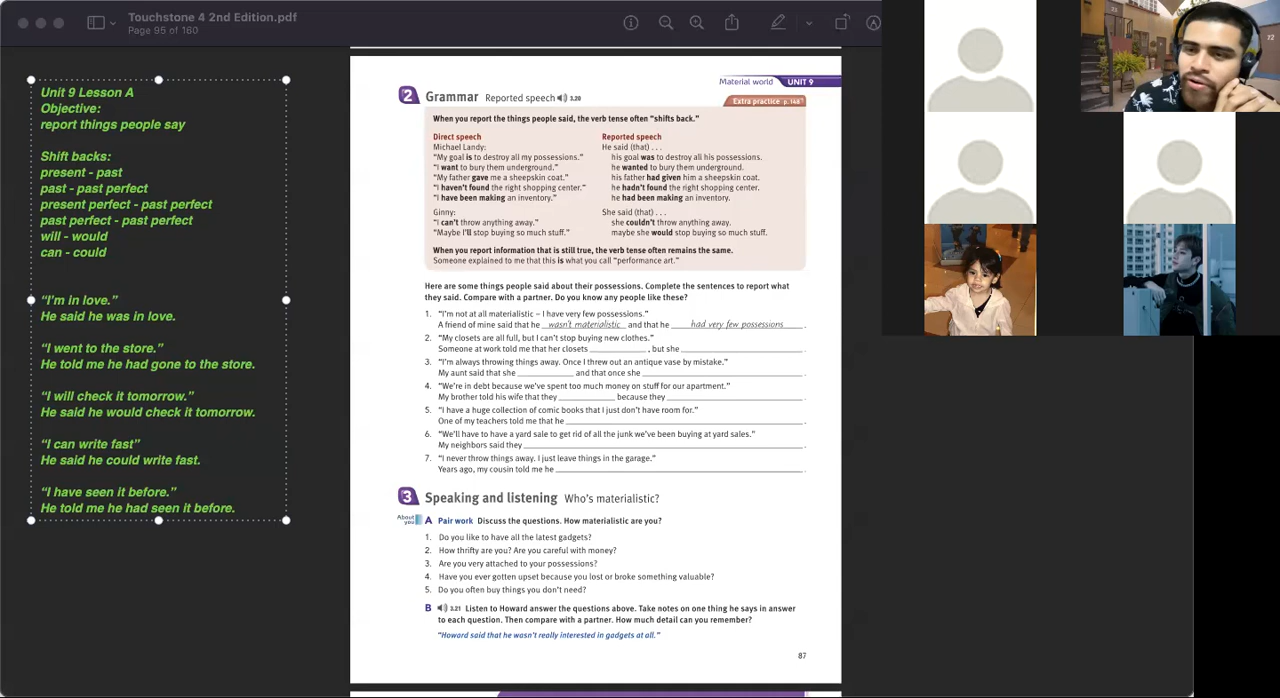 Touchstone 4 2nd Edition.pdf
Page 95 of 160
Unit 9 Lesson A
Objective:
report things people say
Shift backs:
present - past
past - past perfect
present perfect - past perfect
past perfect - past perfect
will - would
can - could
“I'm in love.”
He said he was in love.
“I went to the store.”
He told me he had gone to the store.
“I will check it tomorrow.”
He said he would check it tomorrow.
“I can write fast”
He said he could write fast.
“I have seen it before.”
He told me he had seen it before.
Material world UNIT 9
2 Grammar Reported speech 3.20
Extra practice p. 148
When you report the things people said, the verb tense often “shifts back.”
Direct speech
Michael Landy:
“My goal is to destroy all my possessions.”
“I want to bury them underground.”
“My father gave me a sheepskin coat.”
“I haven't found the right shopping center.”
“I have been making an inventory.”
Ginny:
“I can't throw anything away.”
“Maybe I'll stop buying so much stuff.”
Reported speech
He said (that) . . .
his goal was to destroy all his possessions.
he wanted to bury them underground.
his father had given him a sheepskin coat.
he hadn't found the right shopping center.
he had been making an inventory.
She said (that) . . .
she couldn't throw anything away.
maybe she would stop buying so much stuff.
When you report information that is still true, the verb tense often remains the same.
Someone explained to me that this is what you call “performance art.”
Here are some things people said about their possessions. Complete the sentences to report what
they said. Compare with a partner. Do you know any people like these?
1. “I'm not at all materialistic – I have very few possessions.”
A friend of mine said that he wasn't materialistic and that he had very few possessions .
2. “My closets are all full, but I can't stop buying new clothes.”
Someone at work told me that her closets ____ , but she ____ .
3. “I'm always throwing things away. Once I threw out an antique vase by mistake.”
My aunt said that she ____ and that once she ____ .
4. “We're in debt because we've spent too much money on stuff for our apartment.”
My brother told his wife that they ____ because they ____ .
5. “I have a huge collection of comic books that I just don't have room for.”
One of my teachers told me that he ____ .
6. “We'll have to have a yard sale to get rid of all the junk we've been buying at yard sales.”
My neighbors said they ____ .
7. “I never throw things away. I just leave things in the garage.”
Years ago, my cousin told me he ____ .
3 Speaking and listening Who's materialistic?
About you A Pair work Discuss the questions. How materialistic are you?
1. Do you like to have all the latest gadgets?
2. How thrifty are you? Are you careful with money?
3. Are you very attached to your possessions?
4. Have you ever gotten upset because you lost or broke something valuable?
5. Do you often buy things you don't need?
B 3.21 Listen to Howard answer the questions above. Take notes on one thing he says in answer
to each question. Then compare with a partner. How much detail can you remember?
“Howard said that he wasn't really interested in gadgets at all.”
87